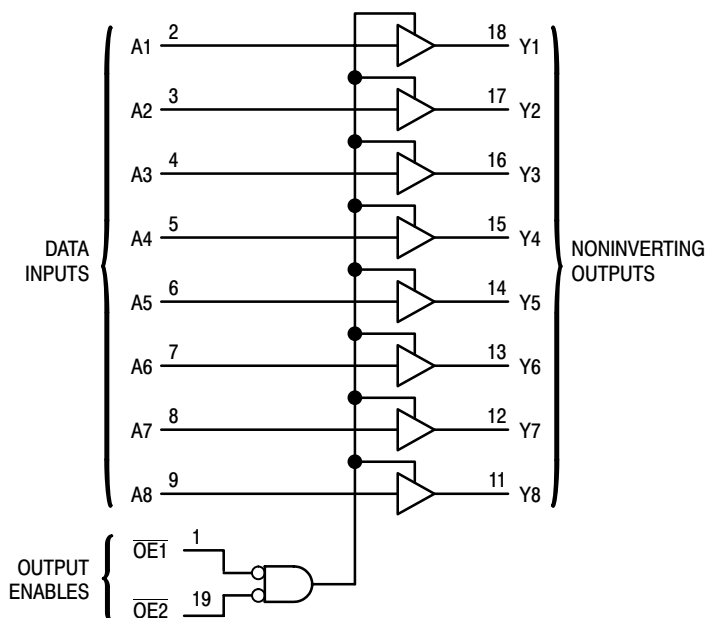 A1 2 18 Y1
A2 3 17 Y2
A3 4 16 Y3
A4 5 15 Y4
DATA
INPUTS
NONINVERTING
OUTPUTS
A5 6 14 Y5
A6 7 13 Y6
A7 8 12 Y7
A8 9 11 Y8
OUTPUT
ENABLES
O̅E̅1̅ 1
O̅E̅2̅ 19